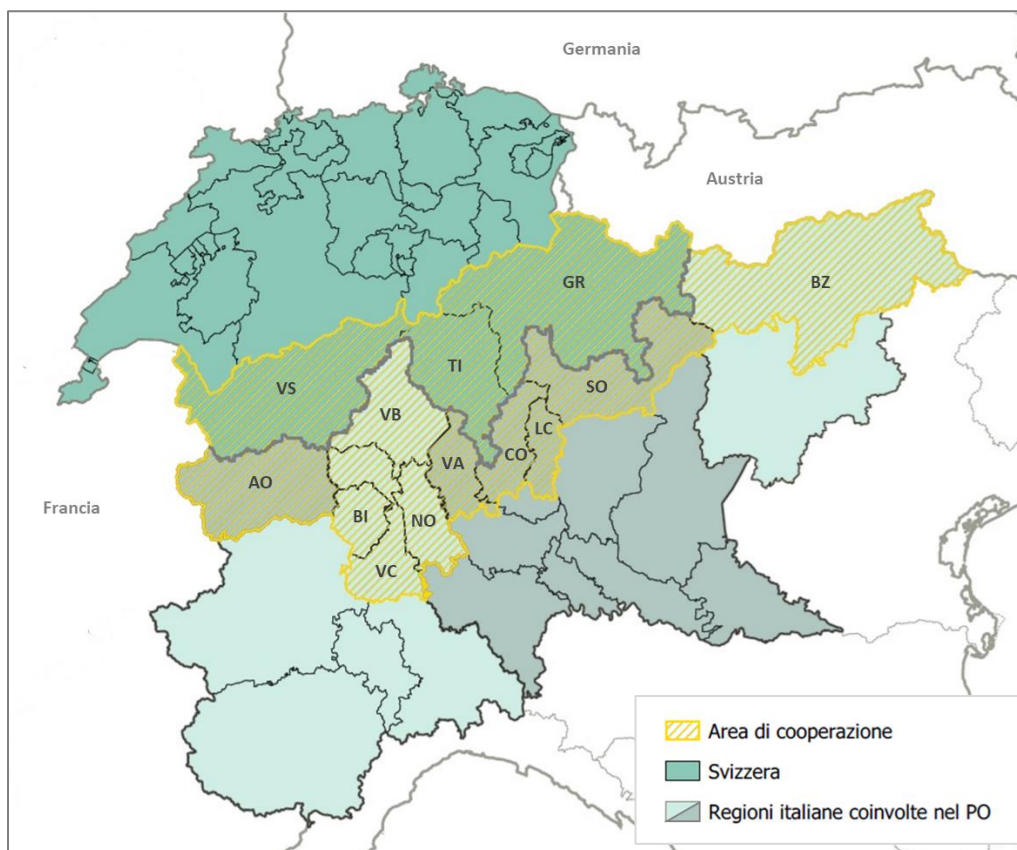 Germania
Austria
GR
BZ
TI
VS
SO
VB
LC
CO
VA
AO
Francia
BI
NO
VC
Area di cooperazione
Svizzera
Regioni italiane coinvolte nel PO